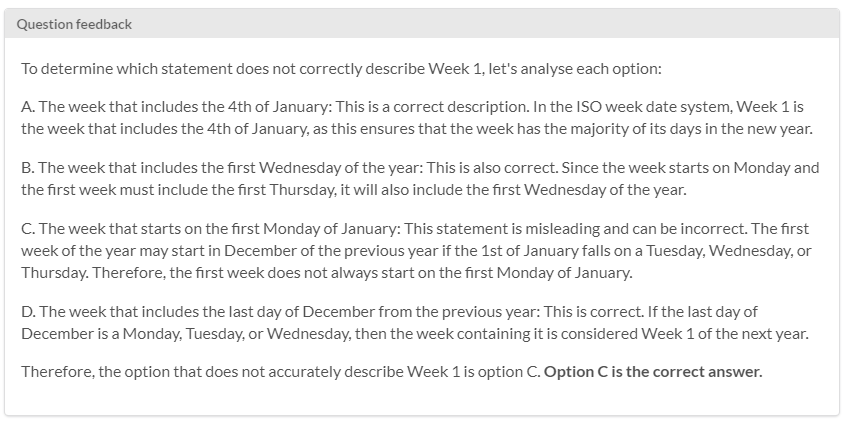 Question feedback
To determine which statement does not correctly describe Week 1, let's analyse each option:
A. The week that includes the 4th of January: This is a correct description. In the ISO week date system, Week 1 is
the week that includes the 4th of January, as this ensures that the week has the majority of its days in the new year.
B. The week that includes the first Wednesday of the year: This is also correct. Since the week starts on Monday and
the first week must include the first Thursday, it will also include the first Wednesday of the year.
C. The week that starts on the first Monday of January: This statement is misleading and can be incorrect. The first
week of the year may start in December of the previous year if the 1st of January falls on a Tuesday, Wednesday, or
Thursday. Therefore, the first week does not always start on the first Monday of January.
D. The week that includes the last day of December from the previous year: This is correct. If the last day of
December is a Monday, Tuesday, or Wednesday, then the week containing it is considered Week 1 of the next year.
Therefore, the option that does not accurately describe Week 1 is option C. Option C is the correct answer.